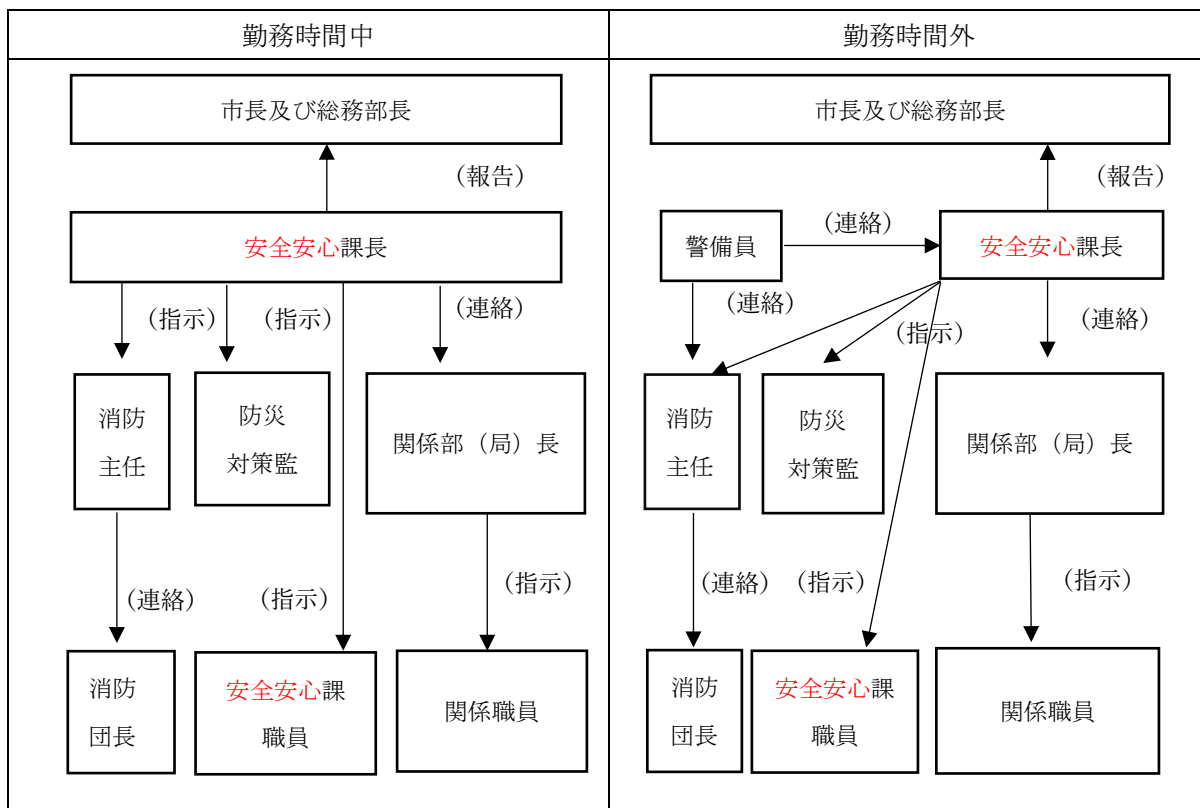 勤務時間中
市長及び総務部長
（報告）
安全安心課長
（指示）
（指示）
（連絡）
消防
主任
防災
対策監
関係部（局）長
（連絡）
（指示）
（指示）
消防
団長
安全安心課
職員
関係職員
勤務時間外
市長及び総務部長
（報告）
警備員
（連絡）
安全安心課長
（連絡）
（指示）
（連絡）
消防
主任
防災
対策監
関係部（局）長
（連絡）
（指示）
（指示）
消防
団長
安全安心課
職員
関係職員